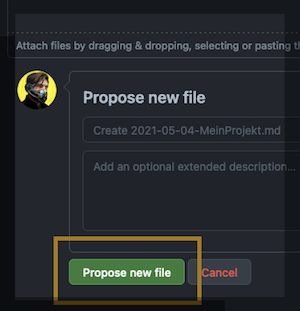 Attach files by dragging & dropping, selecting or pasting
Propose new file
Create 2021-05-04-MeinProjekt.md
Add an optional extended description...
Propose new file
Cancel